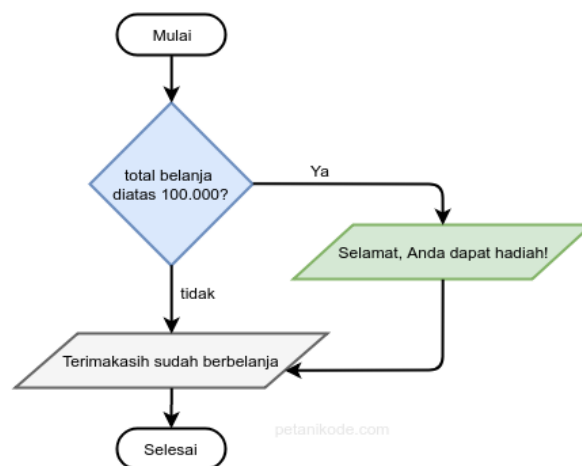 Mulai
total belanja
diatas 100.000?
Ya
Selamat, Anda dapat hadiah!
tidak
Terimakasih sudah berbelanja
petanikode.com
Selesai